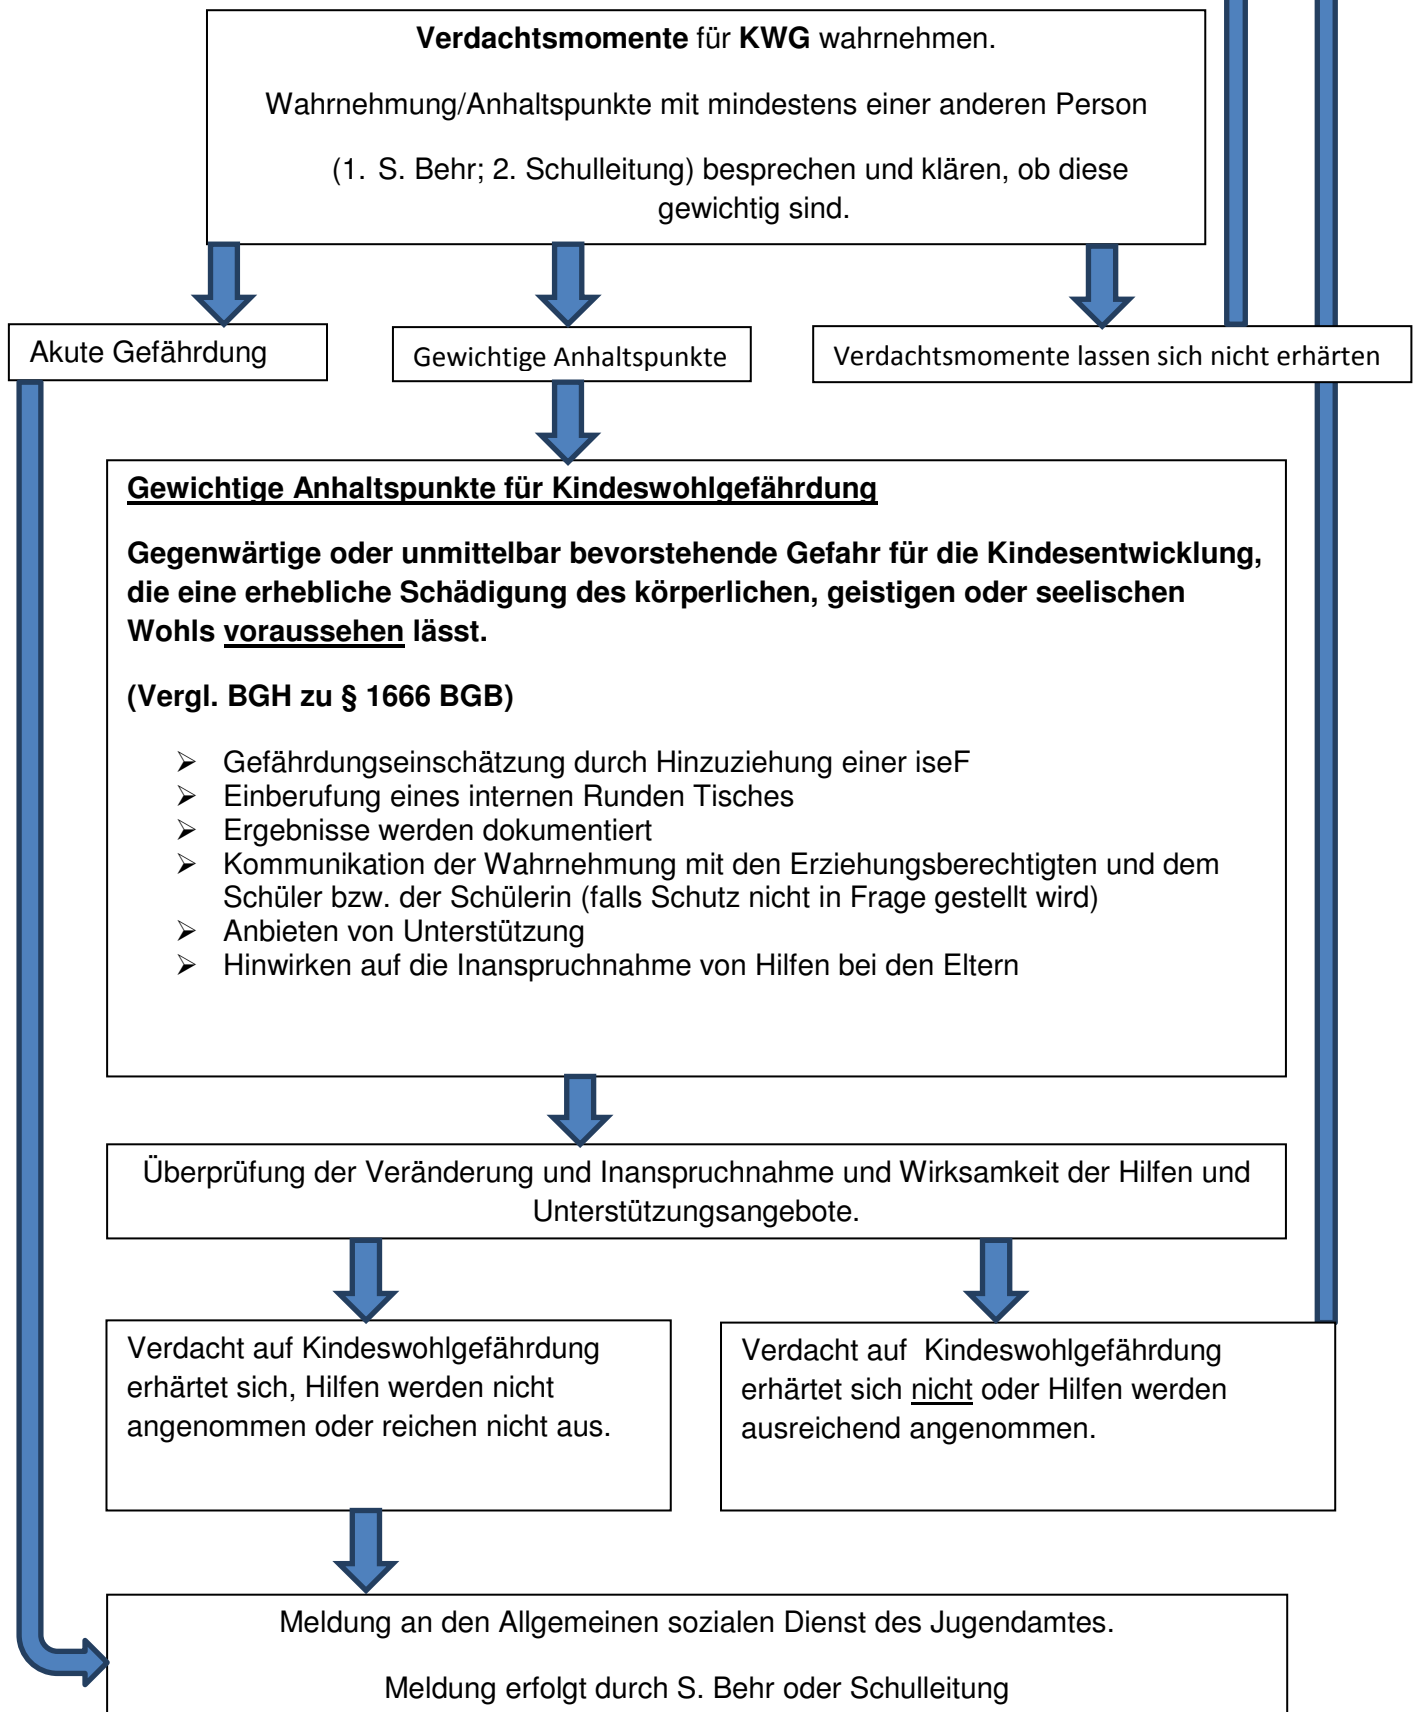 Verdachtsmomente für KWG wahrnehmen.
Wahrnehmung/Anhaltspunkte mit mindestens einer anderen Person
(1. S. Behr; 2. Schulleitung) besprechen und klären, ob diese
gewichtig sind.
Akute Gefährdung
Gewichtige Anhaltspunkte
Verdachtsmomente lassen sich nicht erhärten
Gewichtige Anhaltspunkte für Kindeswohlgefährdung
Gegenwärtige oder unmittelbar bevorstehende Gefahr für die Kindesentwicklung,
die eine erhebliche Schädigung des körperlichen, geistigen oder seelischen
Wohls voraussehen lässt.
(Vergl. BGH zu § 1666 BGB)
➢ Gefährdungseinschätzung durch Hinzuziehung einer iseF
➢ Einberufung eines internen Runden Tisches
➢ Ergebnisse werden dokumentiert
➢ Kommunikation der Wahrnehmung mit den Erziehungsberechtigten und dem
Schüler bzw. der Schülerin (falls Schutz nicht in Frage gestellt wird)
➢ Anbieten von Unterstützung
➢ Hinwirken auf die Inanspruchnahme von Hilfen bei den Eltern
Überprüfung der Veränderung und Inanspruchnahme und Wirksamkeit der Hilfen und
Unterstützungsangebote.
Verdacht auf Kindeswohlgefährdung
erhärtet sich, Hilfen werden nicht
angenommen oder reichen nicht aus.
Verdacht auf Kindeswohlgefährdung
erhärtet sich nicht oder Hilfen werden
ausreichend angenommen.
Meldung an den Allgemeinen sozialen Dienst des Jugendamtes.
Meldung erfolgt durch S. Behr oder Schulleitung